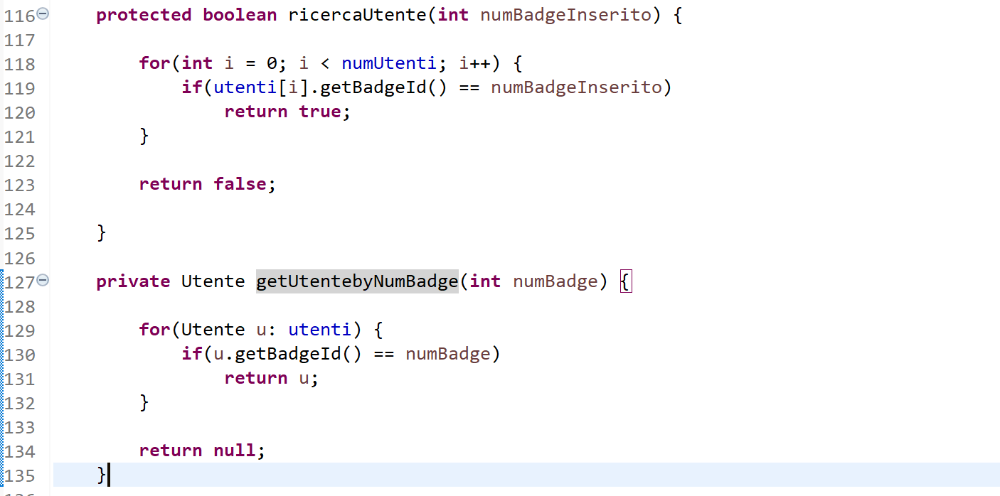 116 protected boolean ricercaUtente(int numBadgeInserito) {
117
118 for(int i = 0; i < numUtenti; i++) {
119 if(utenti[i].getBadgeId() == numBadgeInserito)
120 return true;
121 }
122
123 return false;
124
125 }
126
127 private Utente getUtentebyNumBadge(int numBadge) {
128
129 for(Utente u: utenti) {
130 if(u.getBadgeId() == numBadge)
131 return u;
132 }
133
134 return null;
135 }